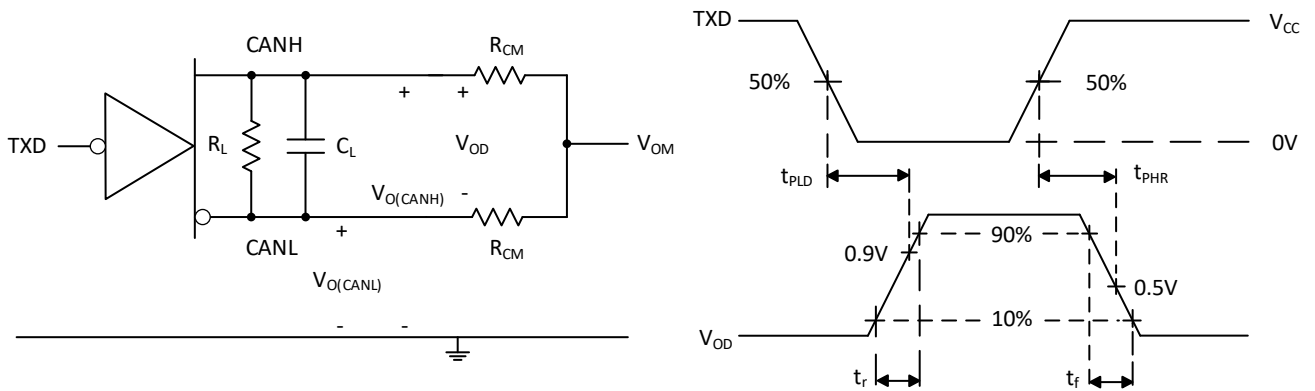 CANH
R_CM
TXD
R_L
C_L
+
+
V_OD
V_OM
V_O(CANH)
-
CANL
+
R_CM
V_O(CANL)
-
-
TXD
V_CC
50%
50%
0V
t_PLD
t_PHR
90%
0.9V
0.5V
10%
V_OD
t_r
t_f